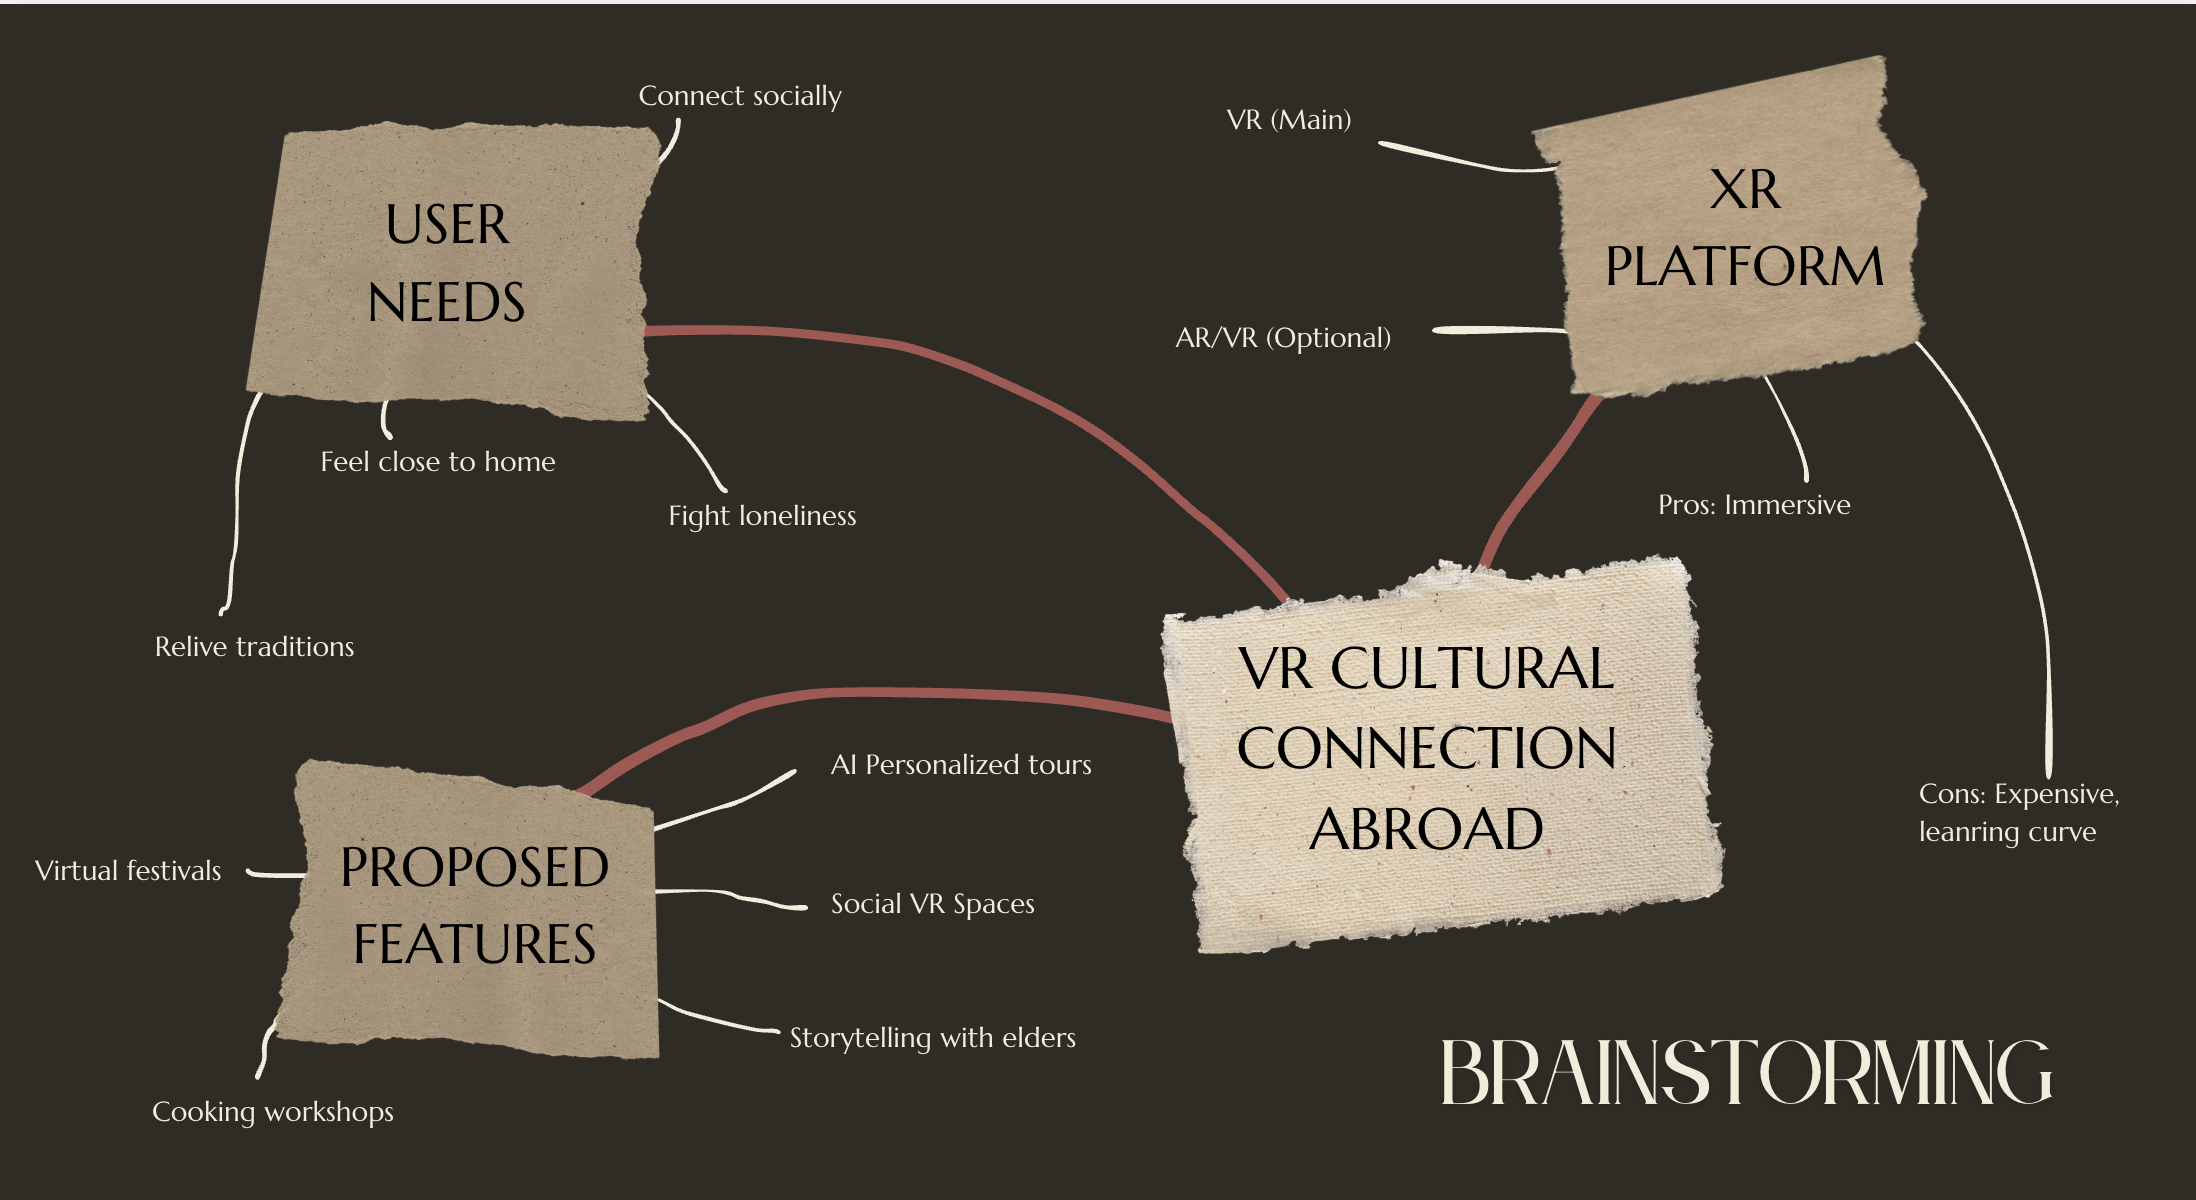 Connect socially
USER
NEEDS
Feel close to home
Fight loneliness
Relive traditions
VR (Main)
XR
PLATFORM
AR/VR (Optional)
Pros: Immersive
Cons: Expensive,
leanring curve
VR CULTURAL
CONNECTION
ABROAD
AI Personalized tours
Virtual festivals
PROPOSED
FEATURES
Social VR Spaces
Storytelling with elders
Cooking workshops
BRAINSTORMING